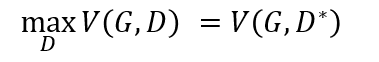 max V(G, D) = V(G, D*)
D